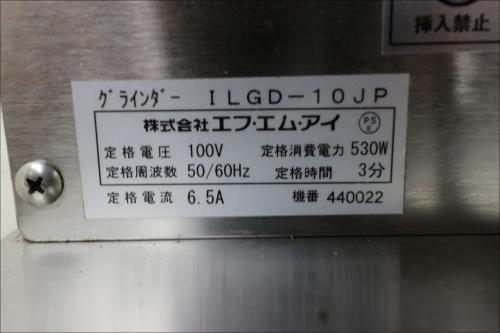 挿入禁止
グラインダー ILGD-10JP
株式会社エフ・エム・アイ
PS
E
定格電圧 100V 定格消費電力 530W
定格周波数 50/60Hz 定格時間 3分
定格電流 6.5A 機番 440022